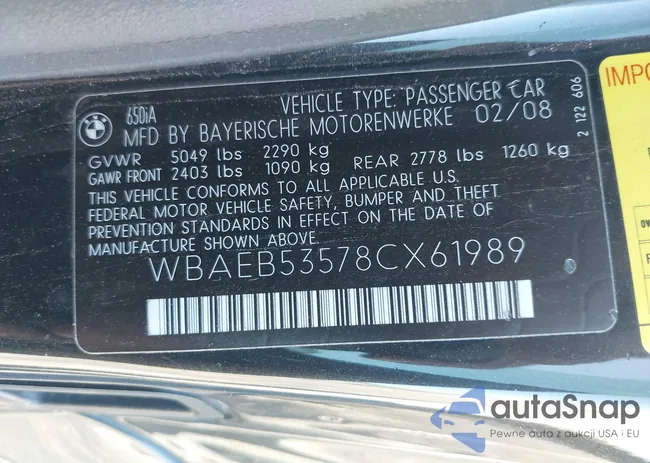 BMW
650iA
VEHICLE TYPE: PASSENGER CAR
MFD BY BAYERISCHE MOTORENWERKE 02/08
GVWR 5049 lbs 2290 kg
GAWR FRONT 2403 lbs 1090 kg REAR 2778 lbs 1260 kg
THIS VEHICLE CONFORMS TO ALL APPLICABLE U.S.
FEDERAL MOTOR VEHICLE SAFETY, BUMPER AND THEFT
PREVENTION STANDARDS IN EFFECT ON THE DATE OF
MANUFACTURE SHOWN ABOVE:
WBAEB53578CX61989
2 122 606
IMPO
autaSnap
Pewne auta z aukcji USA i EU